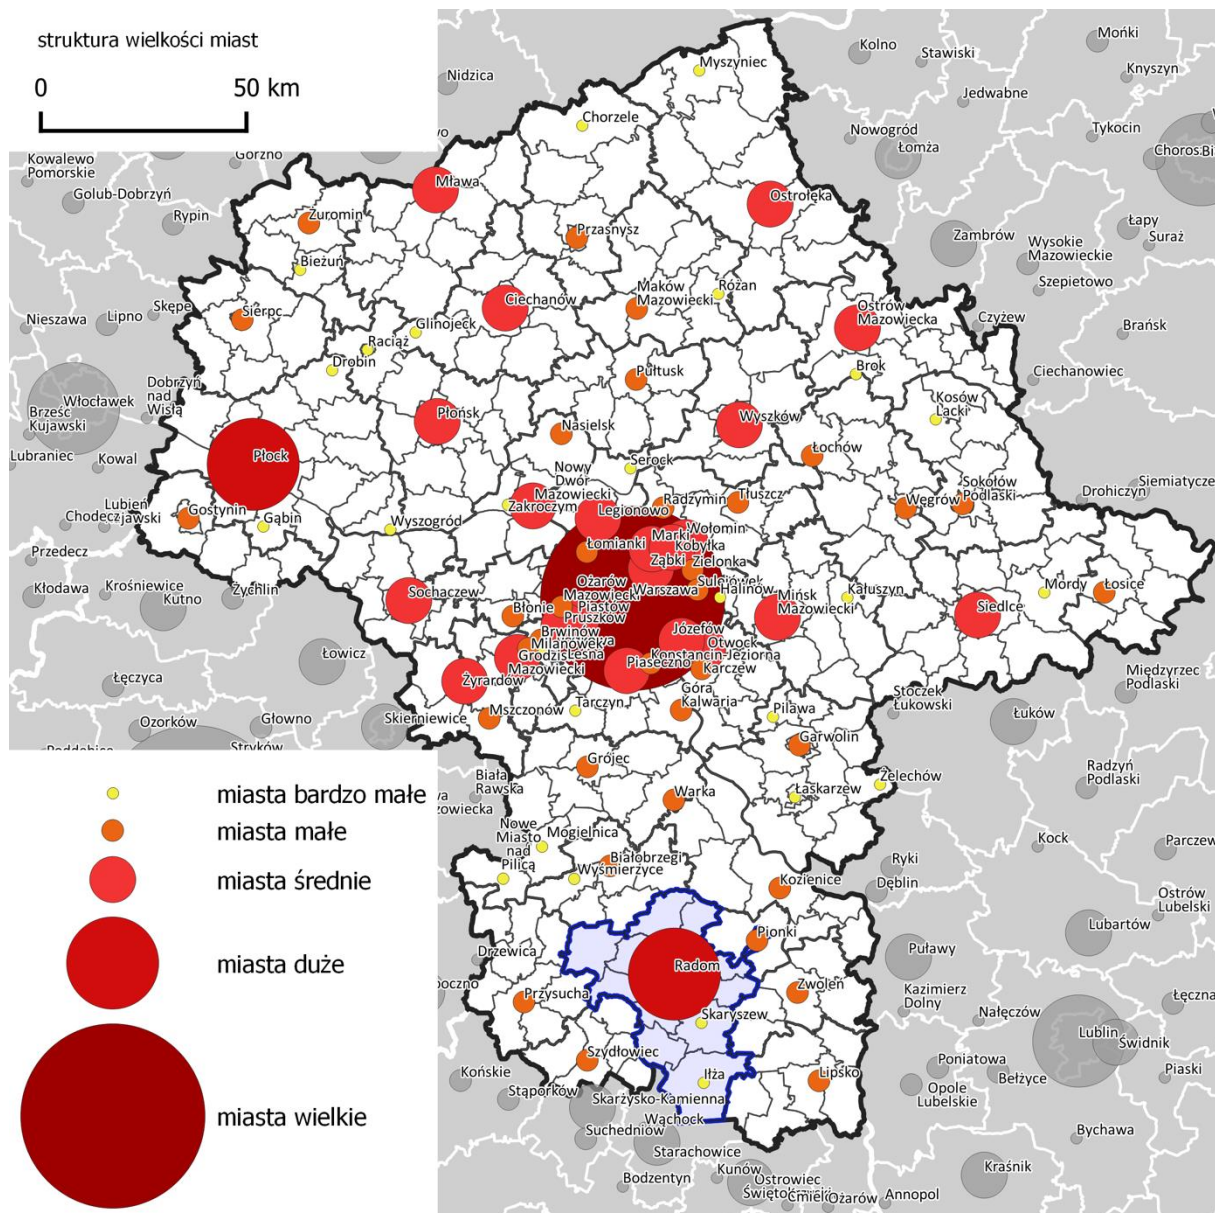 struktura wielkości miast
0 50 km
Nidzica
Kolno
Mońki
Stawiski
Knyszyn
Myszyniec
Jedwabne
Chorzele
Nowogród
Tykocin
Łomża
Choroszcz
Górzno
Kowalewo
Pomorskie
Golub-Dobrzyń
Rypin
Mława
Ostrołęka
Żuromin
Przasnysz
Zambrów
Łapy
Suraż
Wysokie
Mazowieckie
Szepietowo
Bieżuń
Ciechanów
Maków
Mazowiecki
Różan
Ostrów
Mazowiecka
Czyżew
Brańsk
Skępe
Lipno
Nieszawa
Sierpc
Glinojeck
Raciąż
Drobin
Pułtusk
Brok
Ciechanowiec
Dobrzyń
nad
Wisłą
Włocławek
Brześć
Kujawski
Lubraniec
Kowal
Płońsk
Nasielsk
Wyszków
Kosów
Lacki
Płock
Łochów
Serock
Nowy
Dwór
Mazowiecki
Zakroczym
Legionowo
Radzymin
Tłuszcz
Węgrów
Sokołów
Podlaski
Drohiczyn
Siemiatycze
Lubień
Chodecz
Gostynin
Gąbin
Wyszogród
Przedecz
Łomianki
Marki
Wołomin
Kobyłka
Ząbki
Zielonka
Sulejówek
Halinów
Warszawa
Ożarów
Mazowiecki
Piastów
Pruszków
Kłodawa
Krośniewice
Kutno
Żychlin
Sochaczew
Błonie
Mińsk
Mazowiecki
Kałuszyn
Siedlce
Mordy
Łosice
Brwinów
Milanówek
Grodzisk
Mazowiecki
Józefów
Otwock
Konstancin-Jeziorna
Karczew
Piaseczno
Łowicz
Łęczyca
Żyrardów
Mszczonów
Tarczyn
Góra
Kalwaria
Pilawa
Garwolin
Stoczek
Łukowski
Międzyrzec
Podlaski
Łuków
Ozorków
Głowno
Stryków
Skierniewice
Grójec
Warka
Łaskarzew
Żelechów
Radzyń
Podlaski
Biała
Rawska
miasta bardzo małe
miasta małe
miasta średnie
miasta duże
miasta wielkie
Nowe
Miasto
nad
Pilicą
Mogielnica
Wyśmierzyce
Białobrzegi
Kozienice
Ryki
Dęblin
Kock
Parczew
Ostrów
Lubelski
Lubartów
Drzewica
Radom
Pionki
Puławy
Przysucha
Zwoleń
Kazimierz
Dolny
Nałęczów
Łęczna
Lublin
Świdnik
Skaryszew
Szydłowiec
Iłża
Lipsko
Końskie
Stąporków
Skarżysko-Kamienna
Wąchock
Suchedniów
Starachowice
Poniatowa
Bełżyce
Piaski
Opole
Lubelskie
Bychawa
Bodzentyn
Kunów
Ostrowiec
Świętokrzyski
Ćmielów
Ożarów
Annopol
Kraśnik